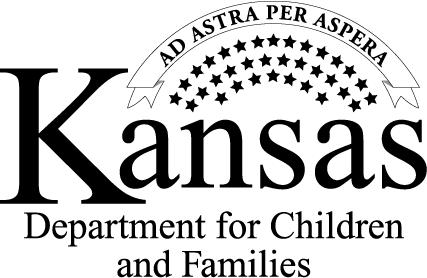 AD ASTRA PER ASPERA
Kansas
Department for Children
and Families